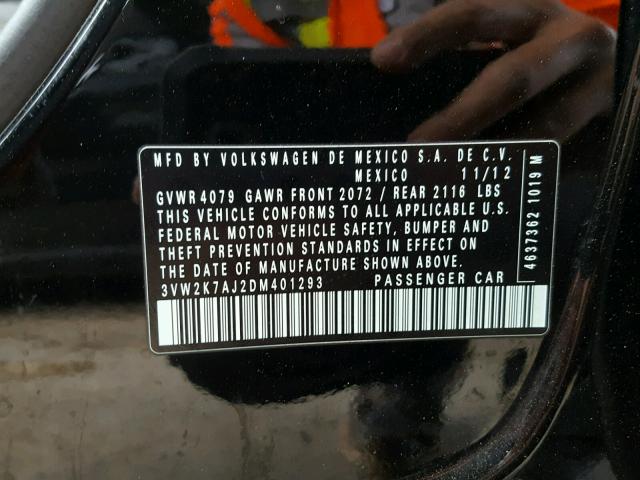 MFD BY VOLKSWAGEN DE MEXICO S.A. DE C.V.
MEXICO 11/12
GVWR 4079 GAWR FRONT 2072 / REAR 2116 LBS
THIS VEHICLE CONFORMS TO ALL APPLICABLE U.S.
FEDERAL MOTOR VEHICLE SAFETY, BUMPER AND
THEFT PREVENTION STANDARDS IN EFFECT ON
THE DATE OF MANUFACTURE SHOWN ABOVE.
3VW2K7AJ2DM401293 PASSENGER CAR
4637362 1019 M